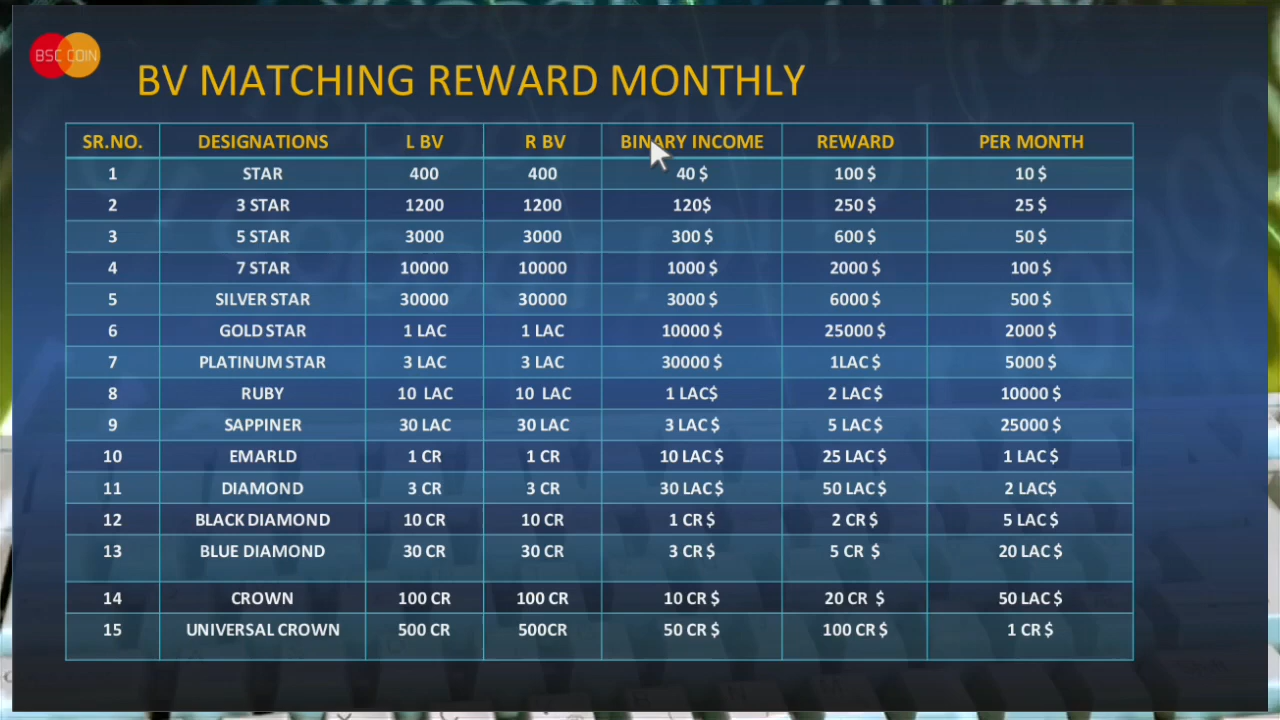 BSC COIN
BV MATCHING REWARD MONTHLY
SR.NO. DESIGNATIONS L BV R BV BINARY INCOME REWARD PER MONTH
1 STAR 400 400 40 $ 100 $ 10 $
2 3 STAR 1200 1200 120$ 250 $ 25 $
3 5 STAR 3000 3000 300 $ 600 $ 50 $
4 7 STAR 10000 10000 1000 $ 2000 $ 100 $
5 SILVER STAR 30000 30000 3000 $ 6000 $ 500 $
6 GOLD STAR 1 LAC 1 LAC 10000 $ 25000 $ 2000 $
7 PLATINUM STAR 3 LAC 3 LAC 30000 $ 1LAC $ 5000 $
8 RUBY 10 LAC 10 LAC 1 LAC$ 2 LAC $ 10000 $
9 SAPPINER 30 LAC 30 LAC 3 LAC $ 5 LAC $ 25000 $
10 EMARLD 1 CR 1 CR 10 LAC $ 25 LAC $ 1 LAC $
11 DIAMOND 3 CR 3 CR 30 LAC $ 50 LAC $ 2 LAC$
12 BLACK DIAMOND 10 CR 10 CR 1 CR $ 2 CR $ 5 LAC $
13 BLUE DIAMOND 30 CR 30 CR 3 CR $ 5 CR $ 20 LAC $
14 CROWN 100 CR 100 CR 10 CR $ 20 CR $ 50 LAC $
15 UNIVERSAL CROWN 500 CR 500CR 50 CR $ 100 CR $ 1 CR $